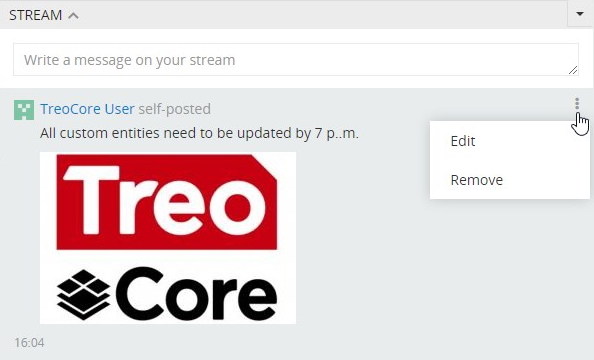 STREAM
Write a message on your stream
TreoCore User self-posted
All custom entities need to be updated by 7 p..m.
Edit
Remove
Treo
Core
16:04